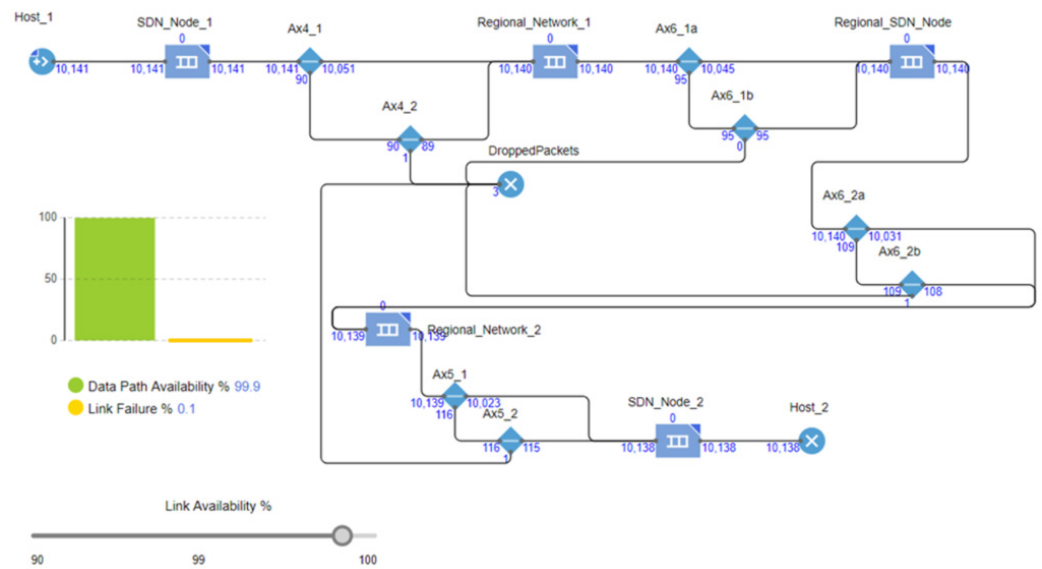 Host_1
SDN_Node_1
Ax4_1
Regional_Network_1
Ax6_1a
Regional_SDN_Node
0
0
0
10,141
10,141
10,141
10,141
10,051
10,140
10,140
10,140
10,045
10,140
10,140
90
95
Ax4_2
Ax6_1b
90
89
95
95
1
0
DroppedPackets
3
Ax6_2a
10,140
10,031
109
Ax6_2b
109
108
1
100
50
0
Data Path Availability % 99.9
Link Failure % 0.1
0
10,139
10,139
Regional_Network_2
Ax5_1
10,139
10,023
116
Ax5_2
116
115
1
SDN_Node_2
0
10,138
10,138
Host_2
10,138
Link Availability %
90
99
100